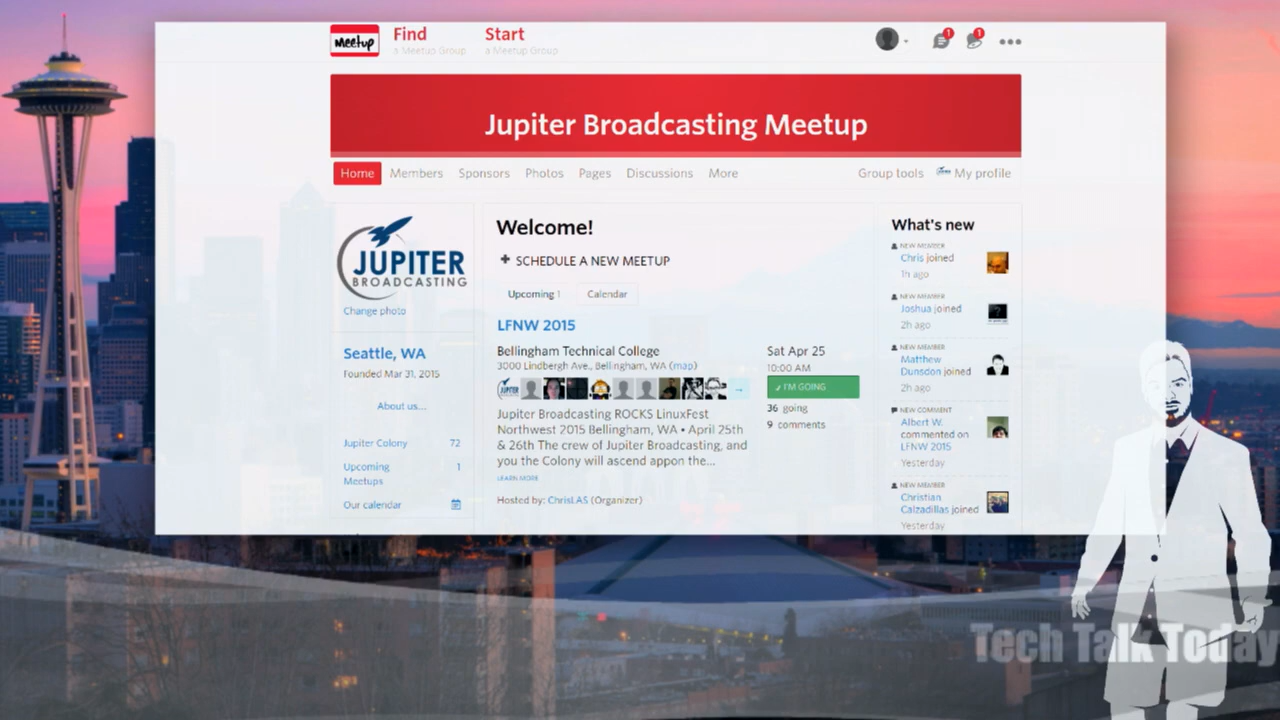 meetup
Find
a Meetup Group
Start
a Meetup Group
1
1
Jupiter Broadcasting Meetup
Home
Members
Sponsors
Photos
Pages
Discussions
More
Group tools
My profile
JUPITER
BROADCASTING
Change photo
Seattle, WA
Founded Mar 31, 2015
About us...
Jupiter Colony 72
Upcoming 1
Meetups
Our calendar
Welcome!
+ SCHEDULE A NEW MEETUP
Upcoming 1
Calendar
LFNW 2015
Bellingham Technical College
3000 Lindbergh Ave., Bellingham, WA (map)
Jupiter Broadcasting ROCKS LinuxFest
Northwest 2015 Bellingham, WA • April 25th
& 26th The crew of Jupiter Broadcasting, and
you the Colony will ascend appon the...
LEARN MORE
Hosted by: ChrisLAS (Organizer)
Sat Apr 25
10:00 AM
✓ I'M GOING
36 going
9 comments
What's new
NEW MEMBER
Chris joined
1h ago
NEW MEMBER
Joshua joined
2h ago
NEW MEMBER
Matthew
Dunsdon joined
2h ago
NEW COMMENT
Albert W.
commented on
LFNW 2015
Yesterday
NEW MEMBER
Christian
Calzadillas joined
Yesterday
Tech Talk Today